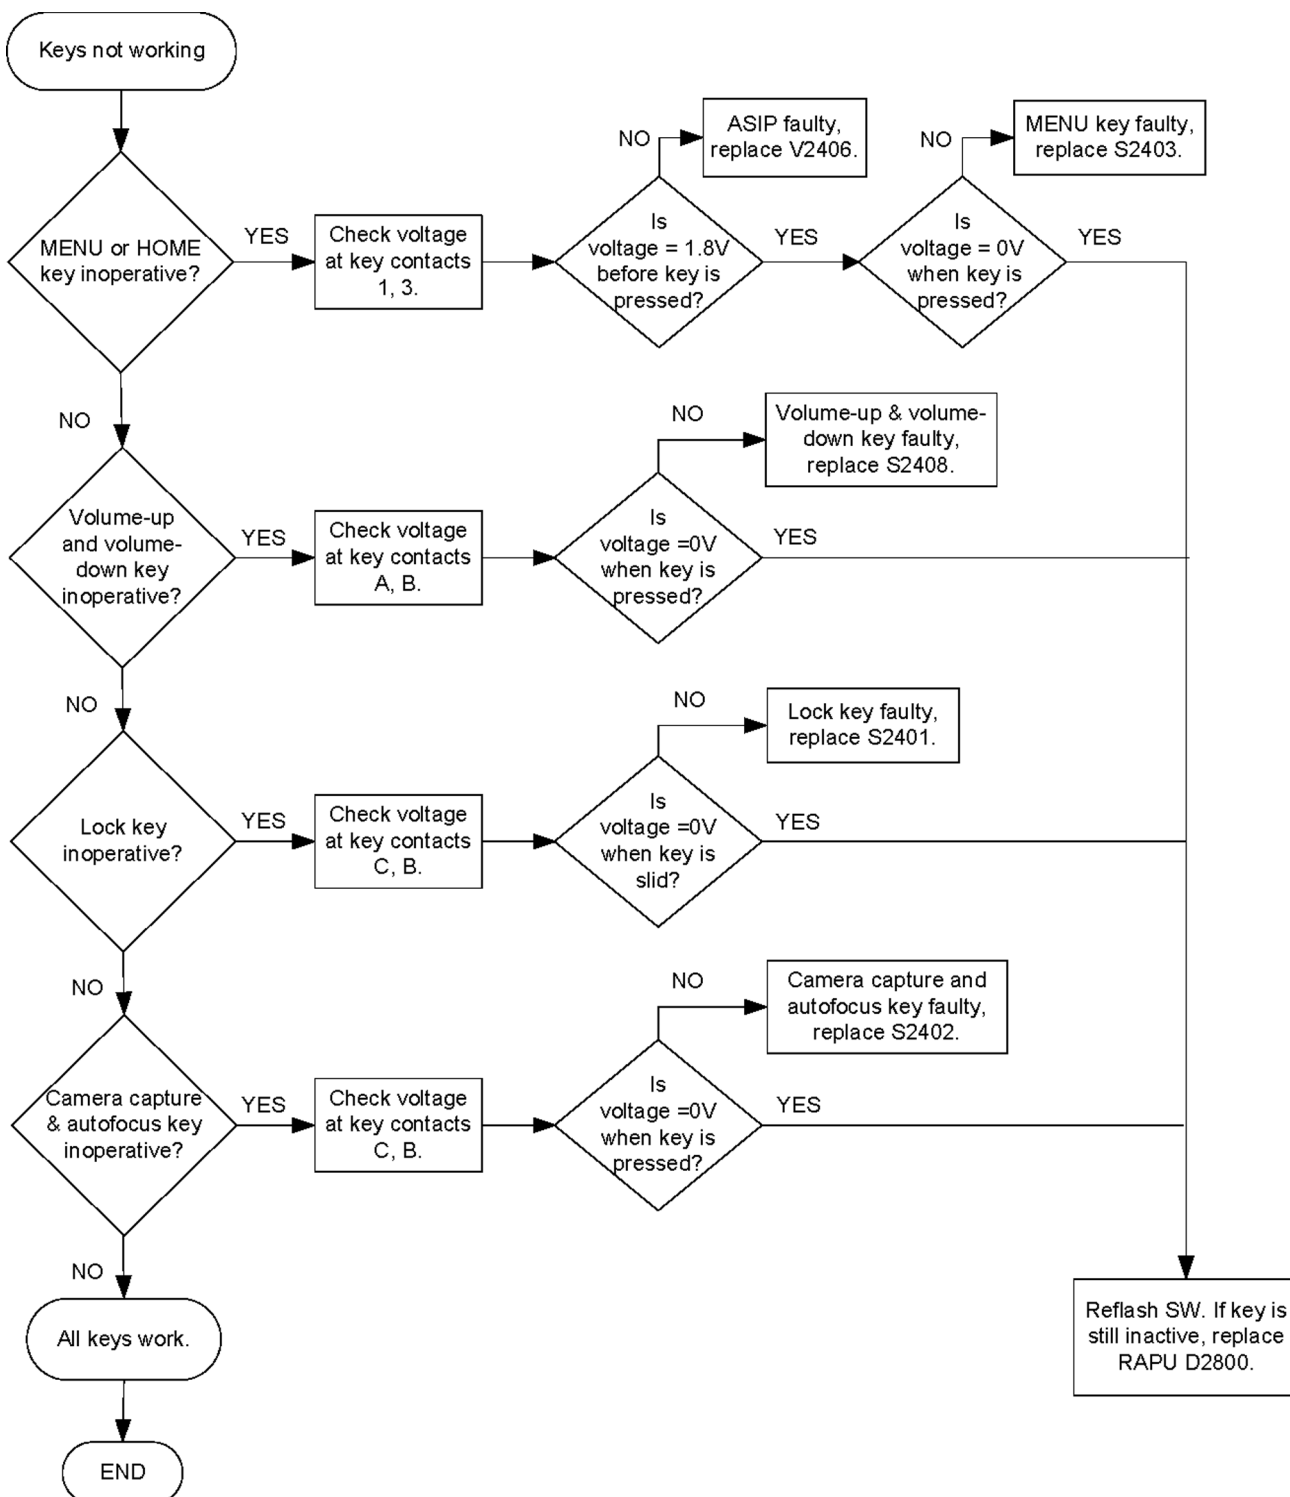 Keys not working
NO
ASIP faulty,
replace V2406.
NO
MENU key faulty,
replace S2403.
MENU or HOME
key inoperative?
YES
Check voltage
at key contacts
1, 3.
Is
voltage = 1.8V
before key is
pressed?
YES
Is
voltage = 0V
when key is
pressed?
YES
NO
NO
Volume-up & volume-
down key faulty,
replace S2408.
Volume-up
and volume-
down key
inoperative?
YES
Check voltage
at key contacts
A, B.
Is
voltage =0V
when key is
pressed?
YES
NO
NO
Lock key faulty,
replace S2401.
Lock key
inoperative?
YES
Check voltage
at key contacts
C, B.
Is
voltage =0V
when key is
slid?
YES
NO
NO
Camera capture and
autofocus key faulty,
replace S2402.
Camera capture
& autofocus key
inoperative?
YES
Check voltage
at key contacts
C, B.
Is
voltage =0V
when key is
pressed?
YES
NO
All keys work.
Reflash SW. If key is
still inactive, replace
RAPU D2800.
END